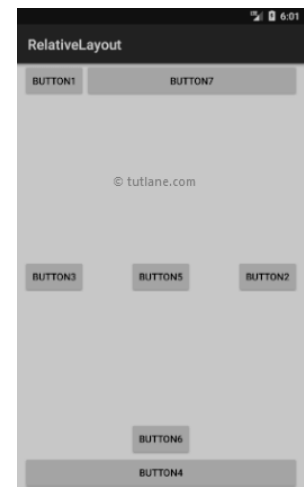 6:01
RelativeLayout
BUTTON1 BUTTON7
© tutlane.com
BUTTON3 BUTTON5 BUTTON2
BUTTON6
BUTTON4